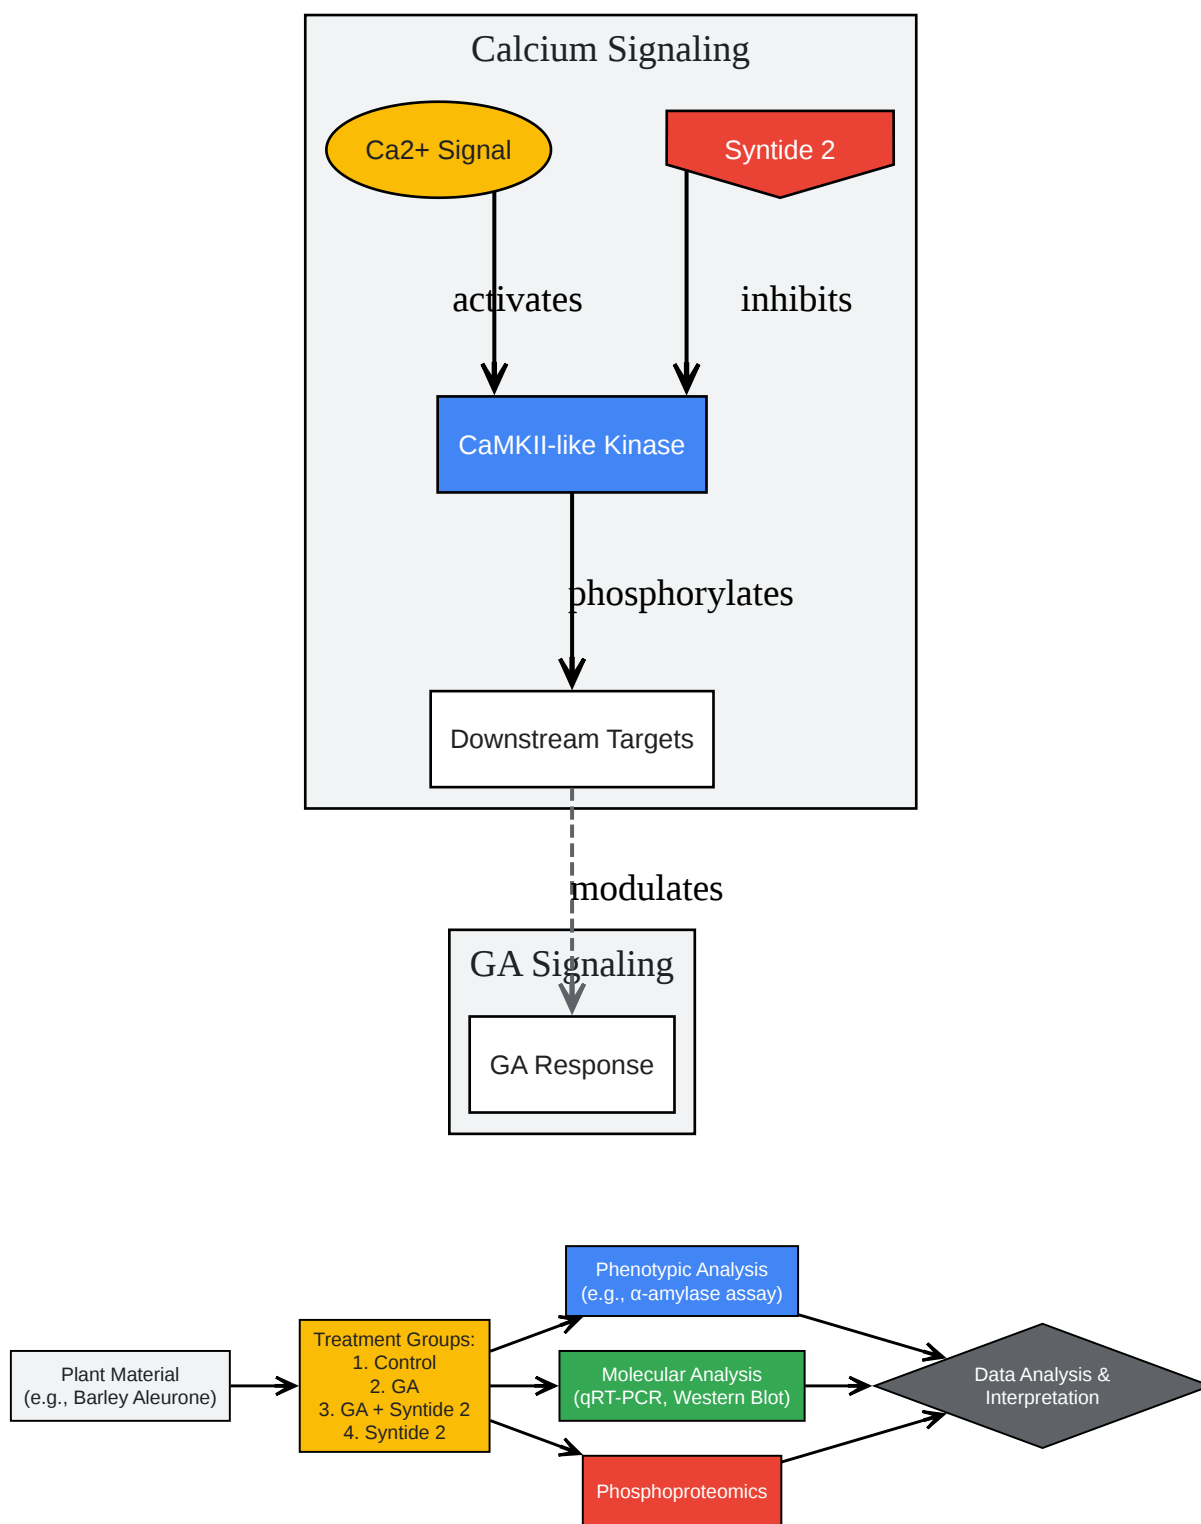 Calcium Signaling
Ca2+ Signal
Syntide 2
activates
inhibits
CaMKII-like Kinase
phosphorylates
Downstream Targets
modulates
GA Signaling
GA Response
Plant Material
(e.g., Barley Aleurone)
Treatment Groups:
1. Control
2. GA
3. GA + Syntide 2
4. Syntide 2
Phenotypic Analysis
(e.g., α-amylase assay)
Molecular Analysis
(qRT-PCR, Western Blot)
Phosphoproteomics
Data Analysis &
Interpretation